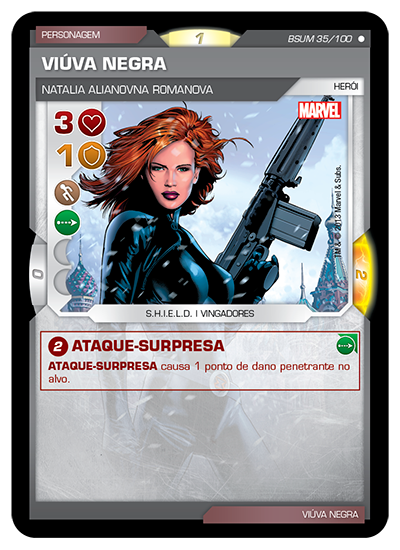 PERSONAGEM
1
BSUM 35/100
VIÚVA NEGRA
NATALIA ALIANOVNA ROMANOVA
HERÓI
3
MARVEL
1
TM & © 2013 Marvel & Subs.
0
2
S.H.I.E.L.D. | VINGADORES
2 ATAQUE-SURPRESA
ATAQUE-SURPRESA causa 1 ponto de dano penetrante no
alvo.
VIÚVA NEGRA